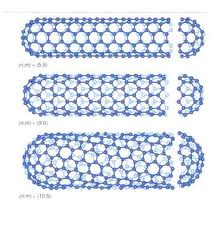 (n,m) = (5,5)
(n,m) = (9,0)
(n,m) = (10,5)